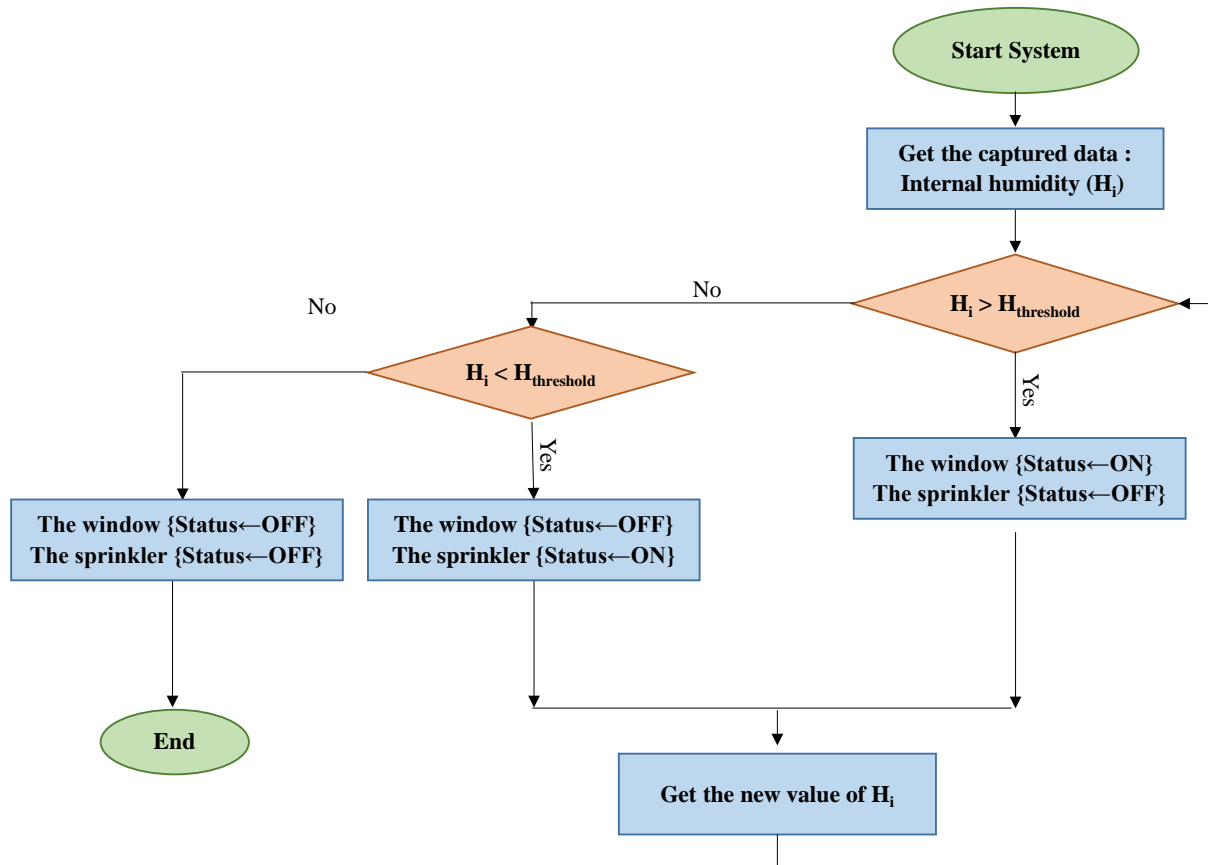 Start System
Get the captured data :
Internal humidity (Hi)
Hi > Hthreshold
No
Yes
No
Hi < Hthreshold
Yes
The window {Status←ON}
The sprinkler {Status←OFF}
The window {Status←OFF}
The sprinkler {Status←OFF}
The window {Status←OFF}
The sprinkler {Status←ON}
End
Get the new value of Hi